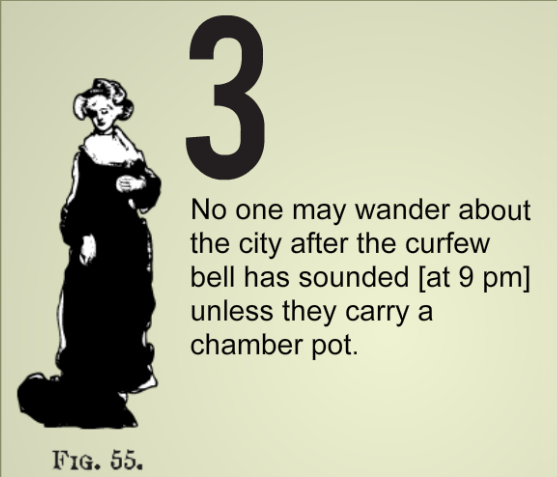 3
No one may wander about
the city after the curfew
bell has sounded [at 9 pm]
unless they carry a
chamber pot.
FIG. 55.